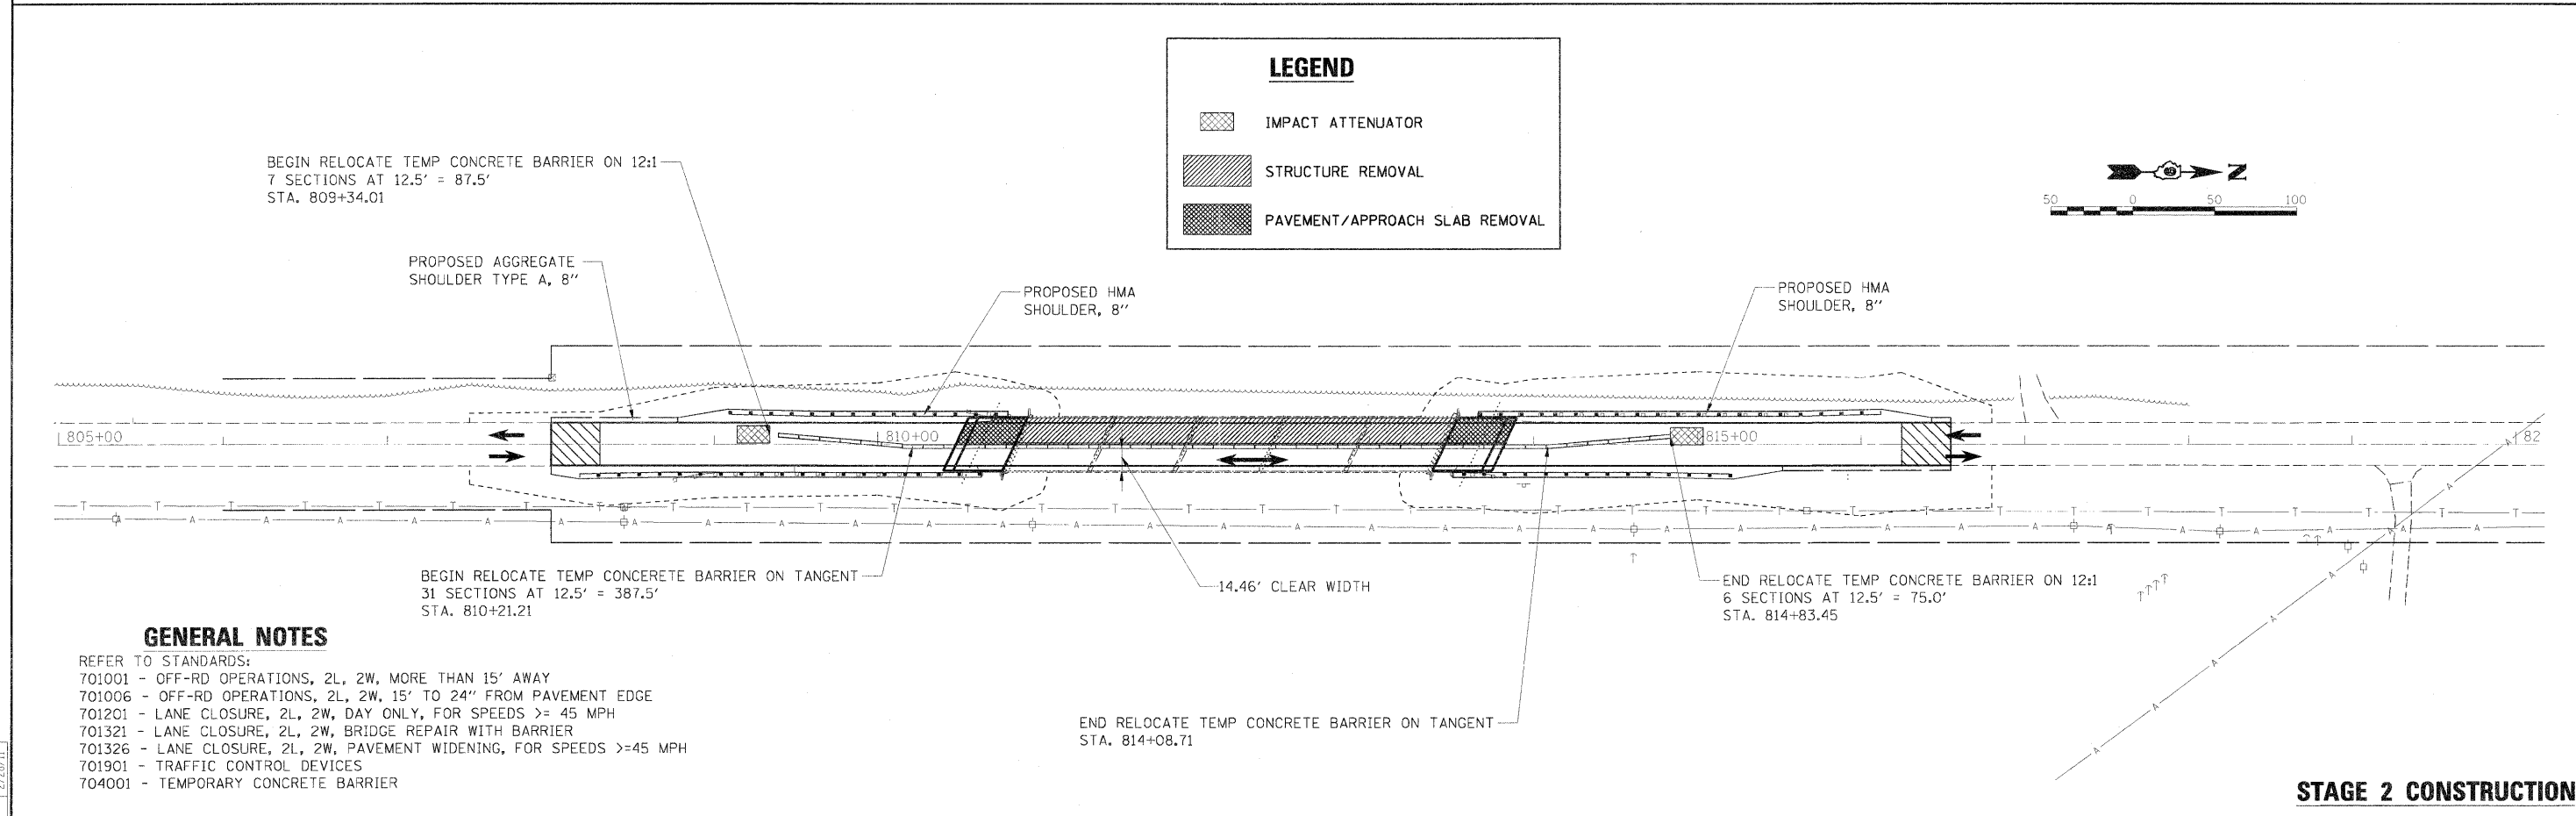 LEGEND
IMPACT ATTENUATOR
STRUCTURE REMOVAL
PAVEMENT/APPROACH SLAB REMOVAL
N
50 0 50 100
BEGIN RELOCATE TEMP CONCRETE BARRIER ON 12:1
7 SECTIONS AT 12.5' = 87.5'
STA. 809+34.01
PROPOSED AGGREGATE
SHOULDER TYPE A, 8"
PROPOSED HMA
SHOULDER, 8"
PROPOSED HMA
SHOULDER, 8"
805+00
810+00
815+00
82
BEGIN RELOCATE TEMP CONCERETE BARRIER ON TANGENT
31 SECTIONS AT 12.5' = 387.5'
STA. 810+21.21
14.46' CLEAR WIDTH
END RELOCATE TEMP CONCRETE BARRIER ON 12:1
6 SECTIONS AT 12.5' = 75.0'
STA. 814+83.45
END RELOCATE TEMP CONCRETE BARRIER ON TANGENT
STA. 814+08.71
GENERAL NOTES
REFER TO STANDARDS:
701001 - OFF-RD OPERATIONS, 2L, 2W, MORE THAN 15' AWAY
701006 - OFF-RD OPERATIONS, 2L, 2W, 15' TO 24" FROM PAVEMENT EDGE
701201 - LANE CLOSURE, 2L, 2W, DAY ONLY, FOR SPEEDS >= 45 MPH
701321 - LANE CLOSURE, 2L, 2W, BRIDGE REPAIR WITH BARRIER
701326 - LANE CLOSURE, 2L, 2W, PAVEMENT WIDENING, FOR SPEEDS >=45 MPH
701901 - TRAFFIC CONTROL DEVICES
704001 - TEMPORARY CONCRETE BARRIER
STAGE 2 CONSTRUCTION